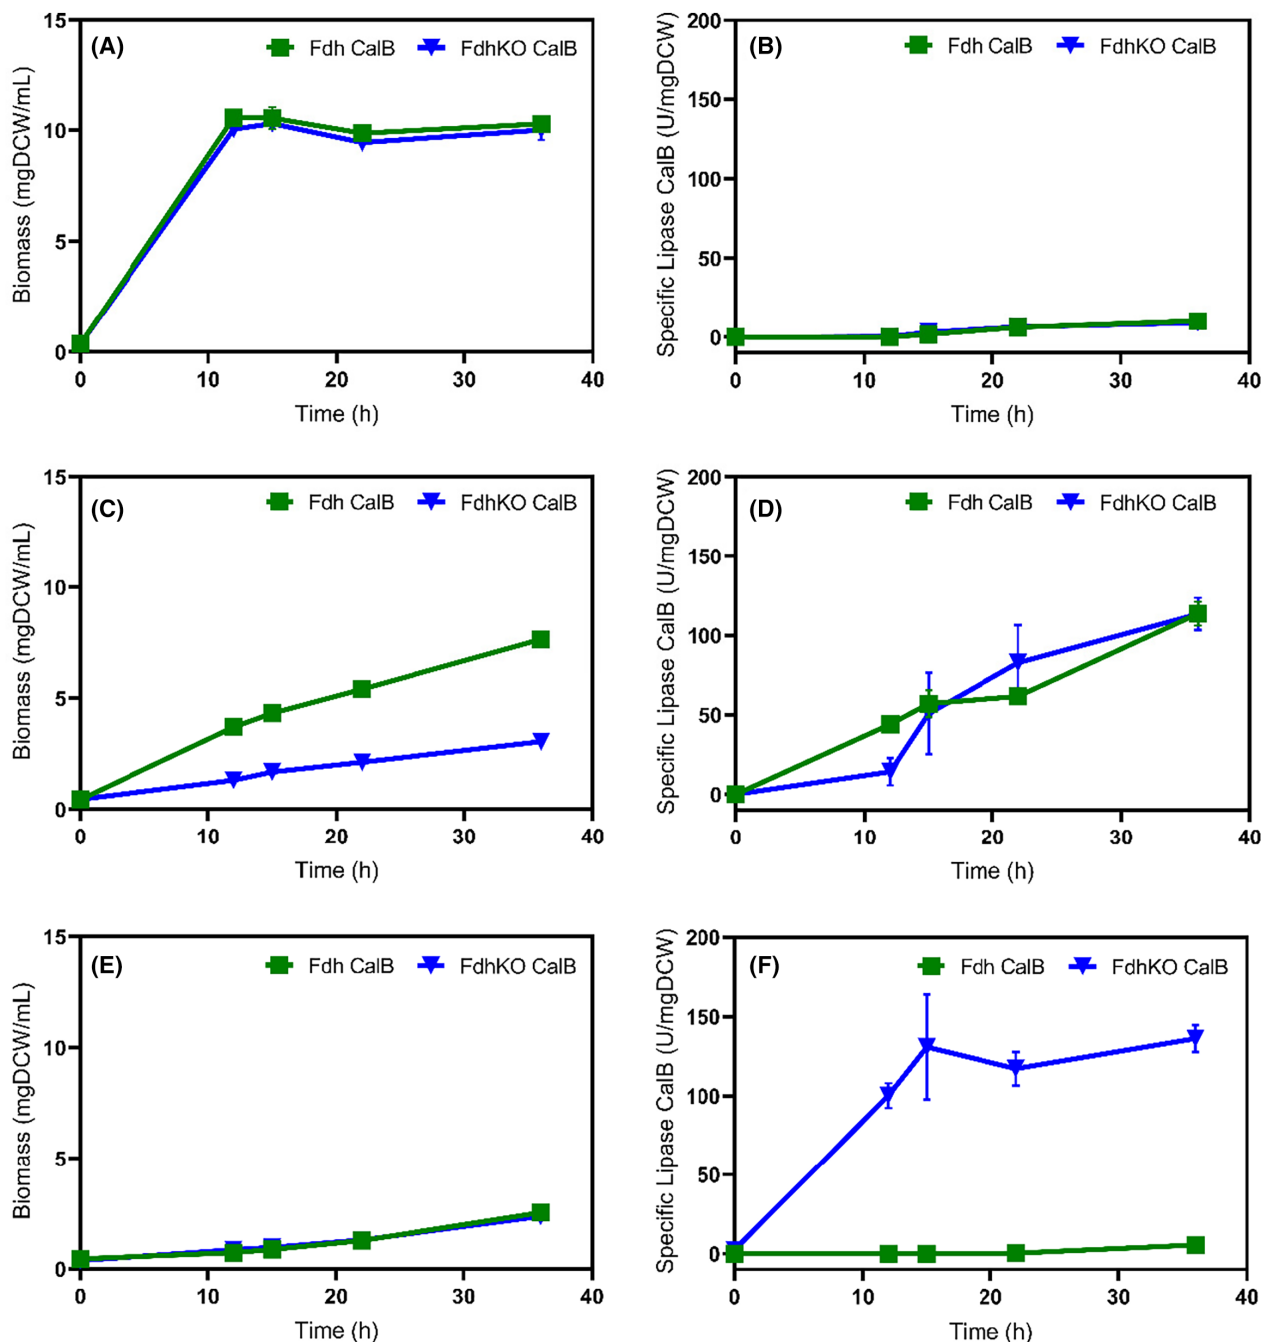 (A)
Fdh CalB
FdhKO CalB
Biomass (mgDCW/mL)
15
10
5
0
0 10 20 30 40
Time (h)
(B)
Fdh CalB
FdhKO CalB
Specific Lipase CalB (U/mgDCW)
200
150
100
50
0
0 10 20 30 40
Time (h)
(C)
Fdh CalB
FdhKO CalB
Biomass (mgDCW/mL)
15
10
5
0
0 10 20 30 40
Time (h)
(D)
Fdh CalB
FdhKO CalB
Specific Lipase CalB (U/mgDCW)
200
150
100
50
0
0 10 20 30 40
Time (h)
(E)
Fdh CalB
FdhKO CalB
Biomass (mgDCW/mL)
15
10
5
0
0 10 20 30 40
Time (h)
(F)
Fdh CalB
FdhKO CalB
Specific Lipase CalB (U/mgDCW)
200
150
100
50
0
0 10 20 30 40
Time (h)